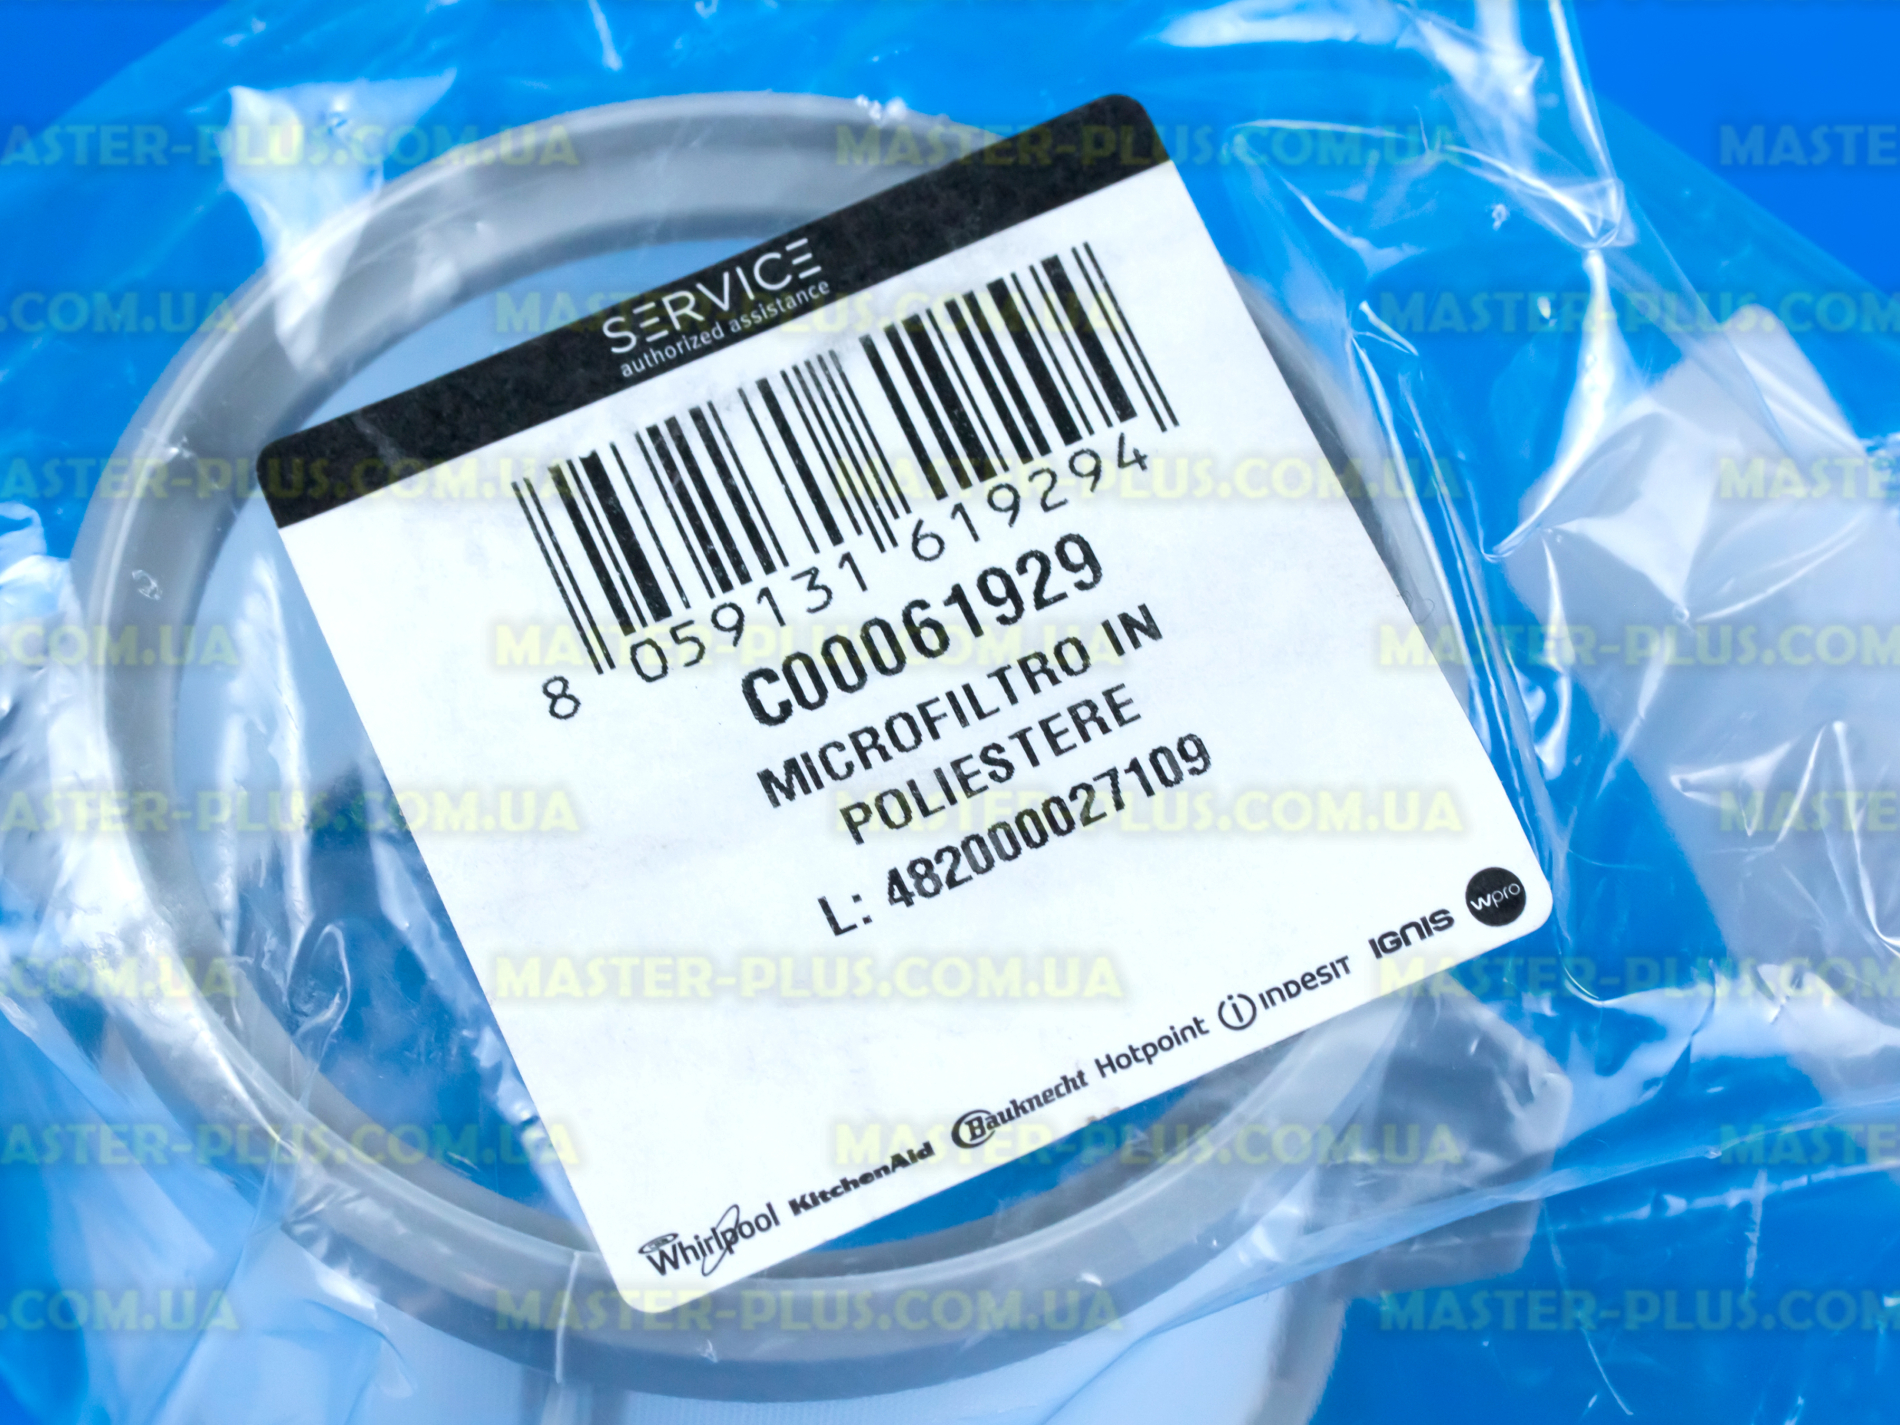 SERVICE
authorized assistance
8 059131 619294
C00061929
MICROFILTRO IN
POLIESTERE
L: 482000027109
Whirlpool KitchenAid Bauknecht Hotpoint indesit IGNIS wpro
MASTER-PLUS.COM.UA